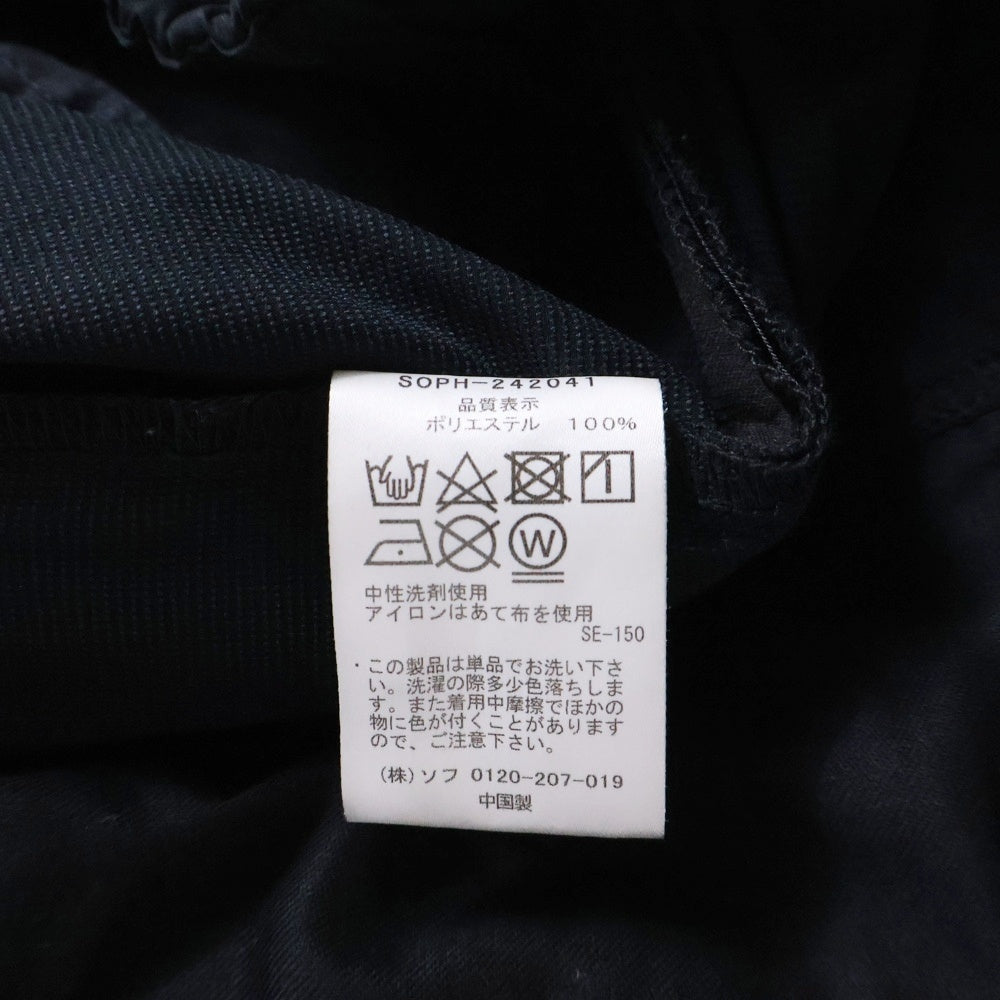 SOPH-242041
品質表示
ポリエステル 100%
W
中性洗剤使用
アイロンはあて布を使用
SE-150
・この製品は単品でお洗い下さ
い。洗濯の際多少色落ちしま
す。また着用中摩擦でほかの
物に色が付くことがあります
ので、ご注意下さい。
(株)ソフ 0120-207-019
中国製